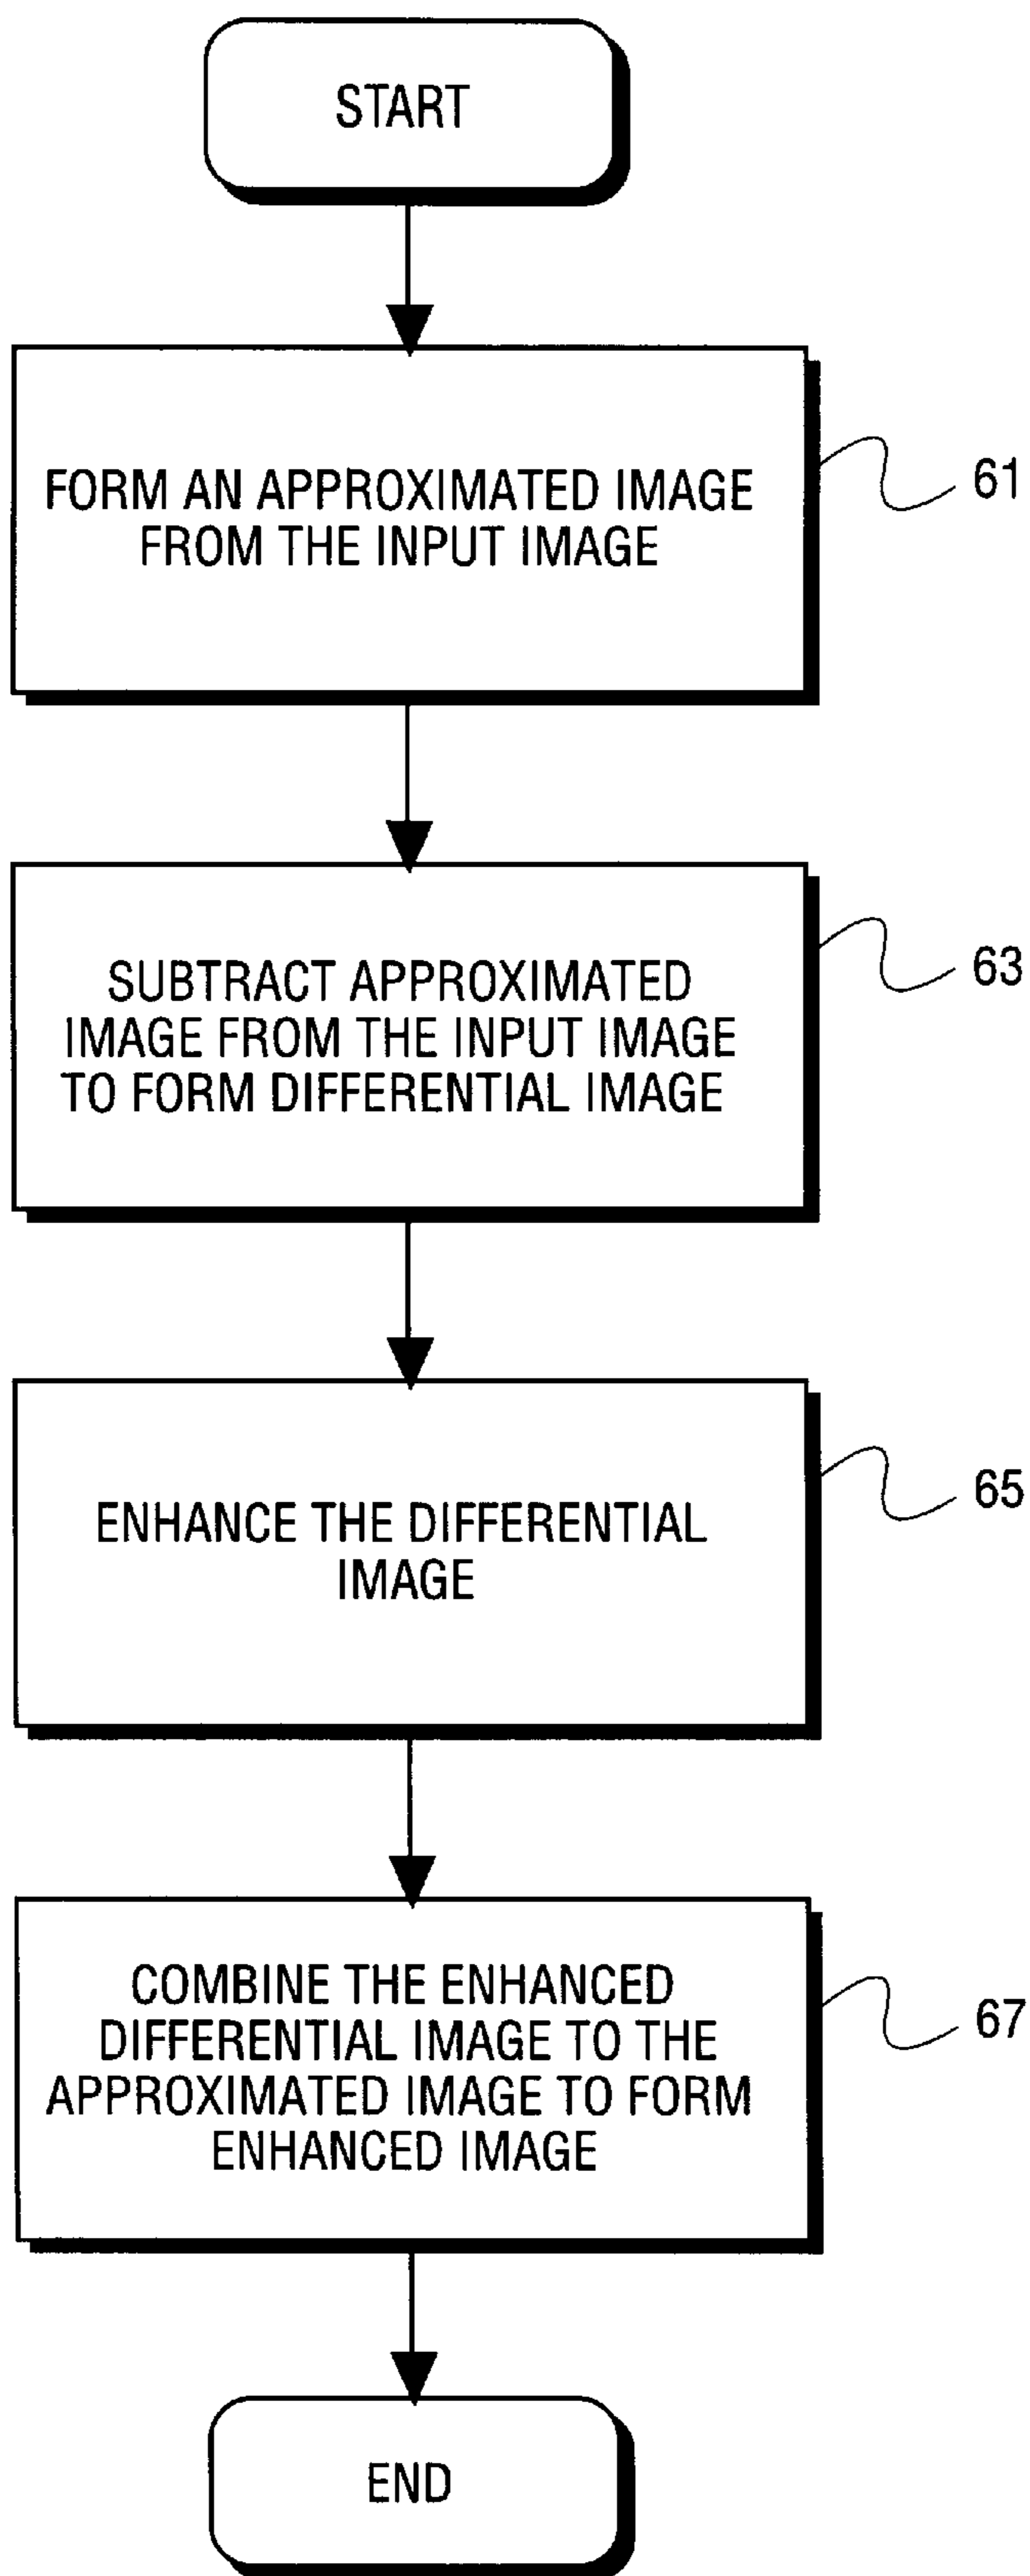 START
FORM AN APPROXIMATED IMAGE
FROM THE INPUT IMAGE
61
SUBTRACT APPROXIMATED
IMAGE FROM THE INPUT IMAGE
TO FORM DIFFERENTIAL IMAGE
63
ENHANCE THE DIFFERENTIAL
IMAGE
65
COMBINE THE ENHANCED
DIFFERENTIAL IMAGE TO THE
APPROXIMATED IMAGE TO FORM
ENHANCED IMAGE
67
END